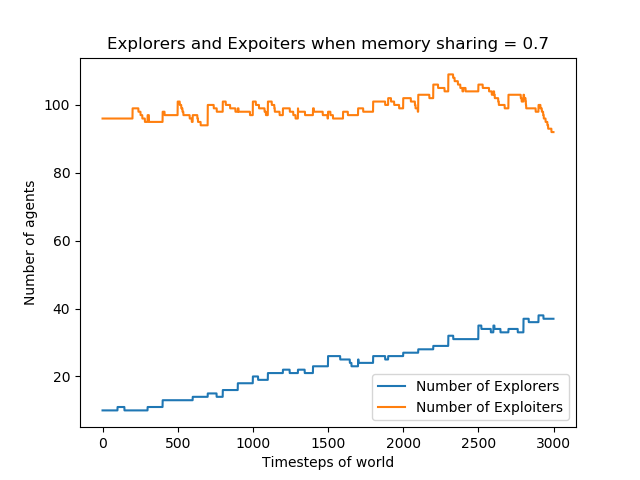 Explorers and Expoiters when memory sharing = 0.7
Number of agents
100
80
60
40
20
0
500
1000
1500
2000
2500
3000
Timesteps of world
Number of Explorers
Number of Exploiters